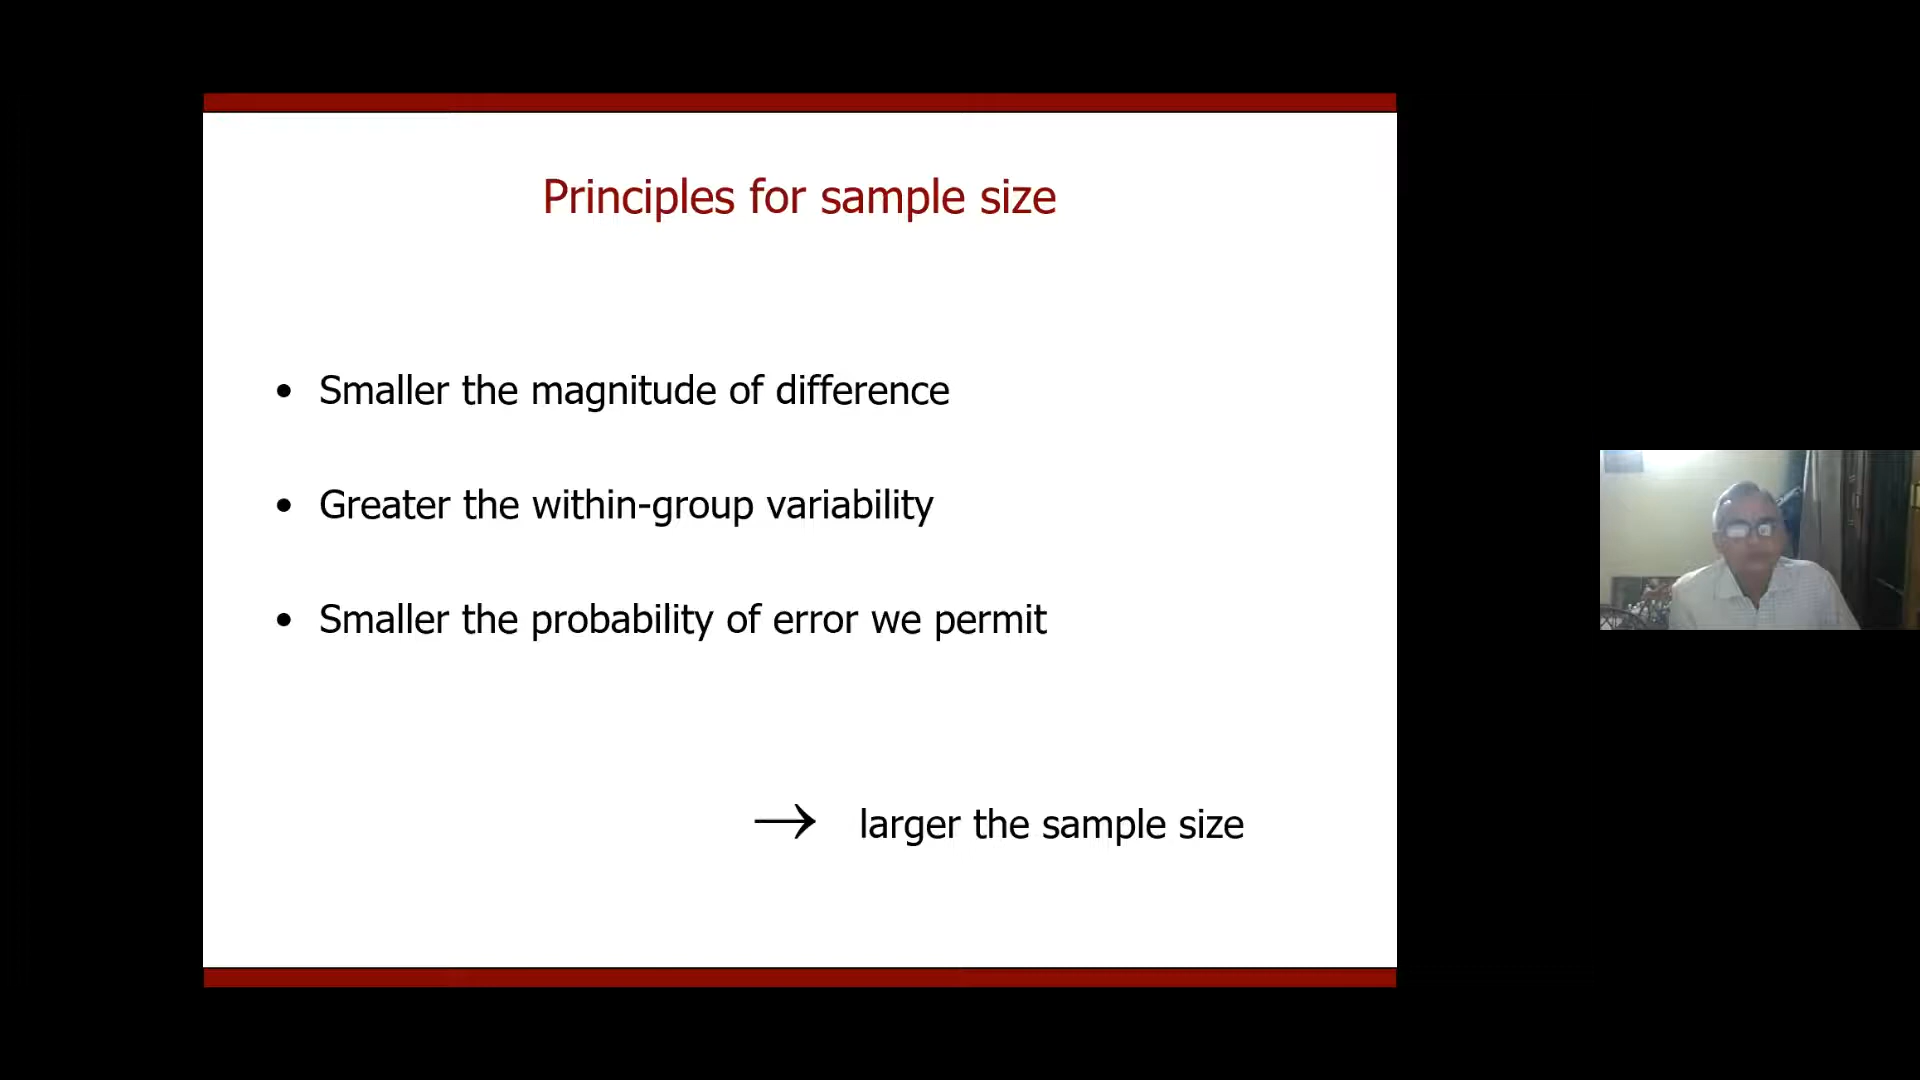 Principles for sample size
• Smaller the magnitude of difference
• Greater the within-group variability
• Smaller the probability of error we permit
→ larger the sample size